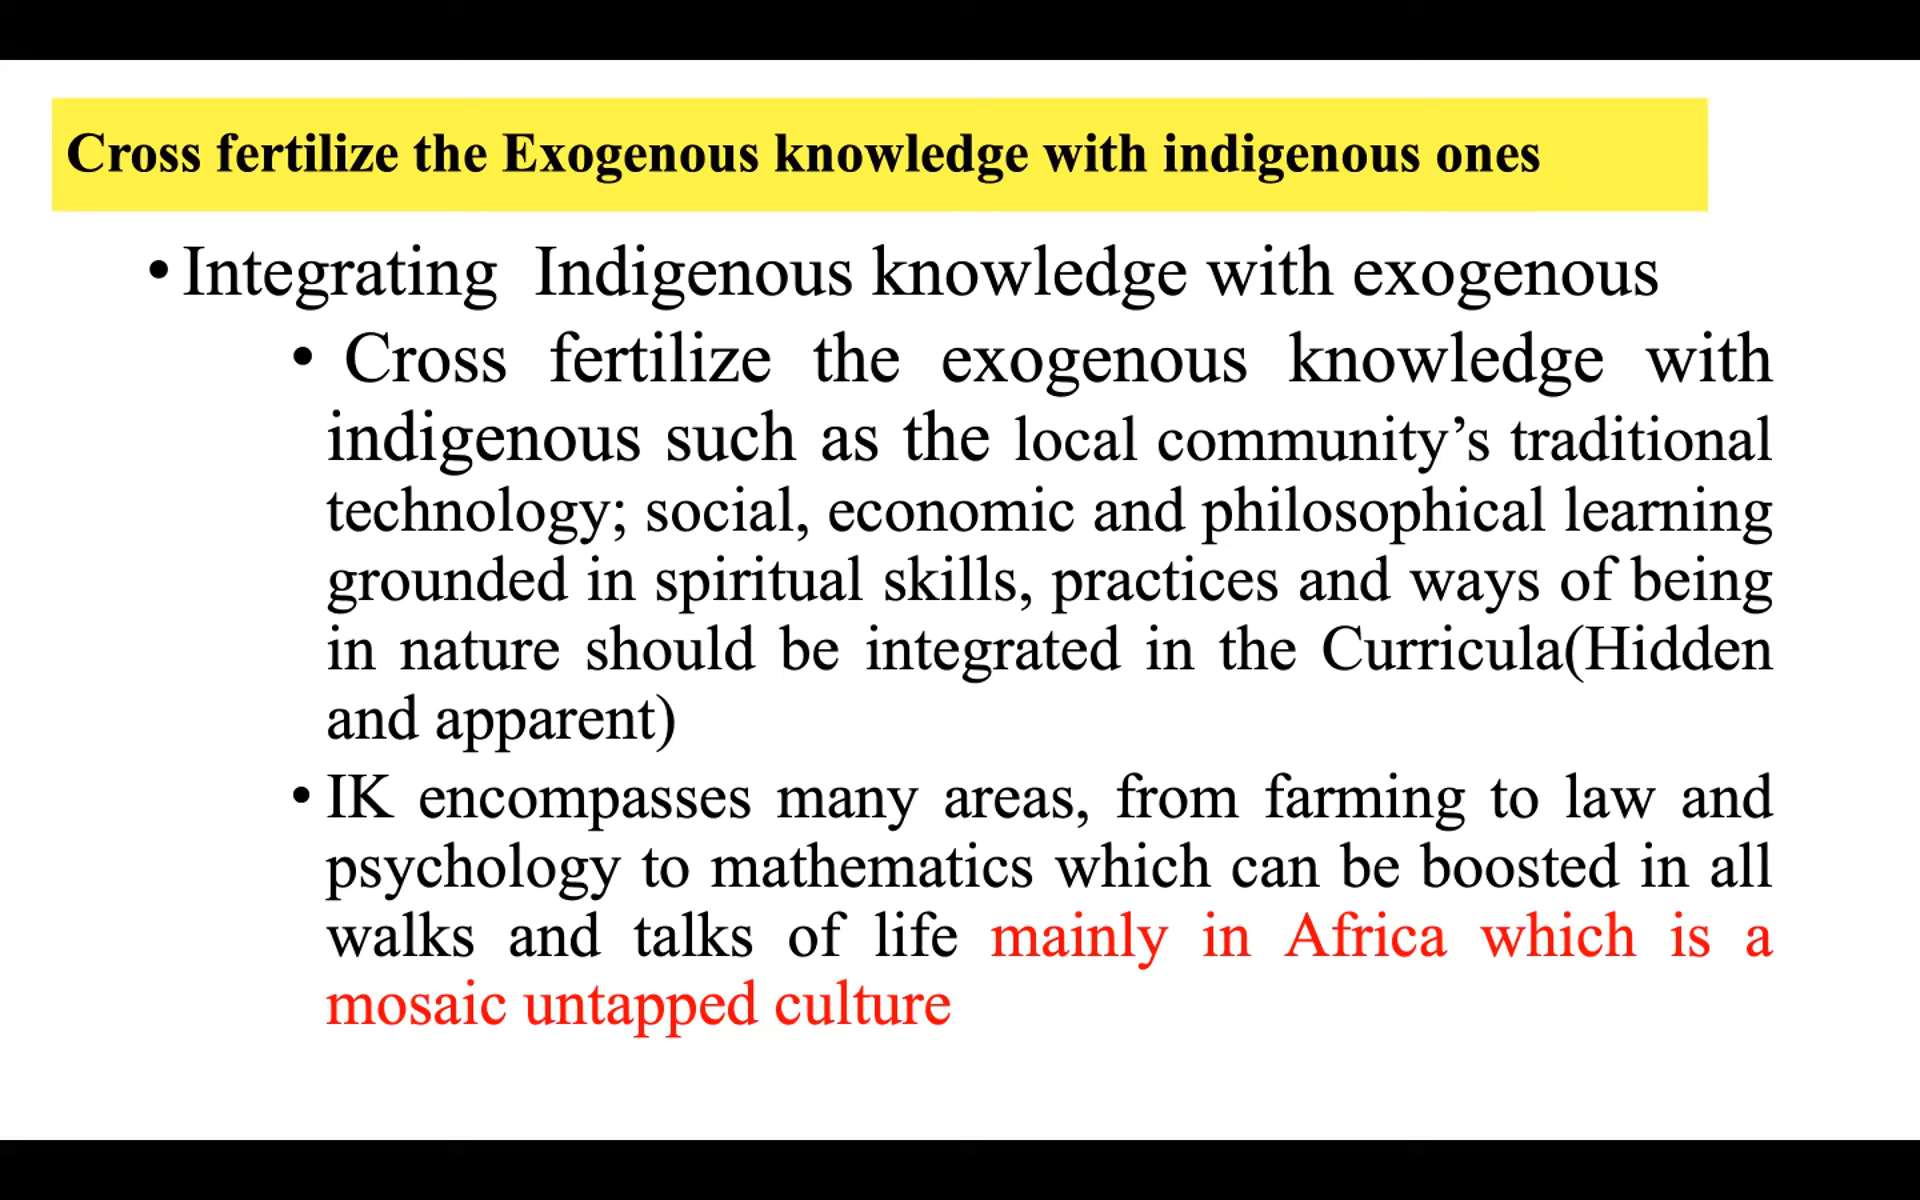 Cross fertilize the Exogenous knowledge with indigenous ones
• Integrating Indigenous knowledge with exogenous
• Cross fertilize the exogenous knowledge with
indigenous such as the local community’s traditional
technology; social, economic and philosophical learning
grounded in spiritual skills, practices and ways of being
in nature should be integrated in the Curricula(Hidden
and apparent)
• IK encompasses many areas, from farming to law and
psychology to mathematics which can be boosted in all
walks and talks of life mainly in Africa which is a
mosaic untapped culture